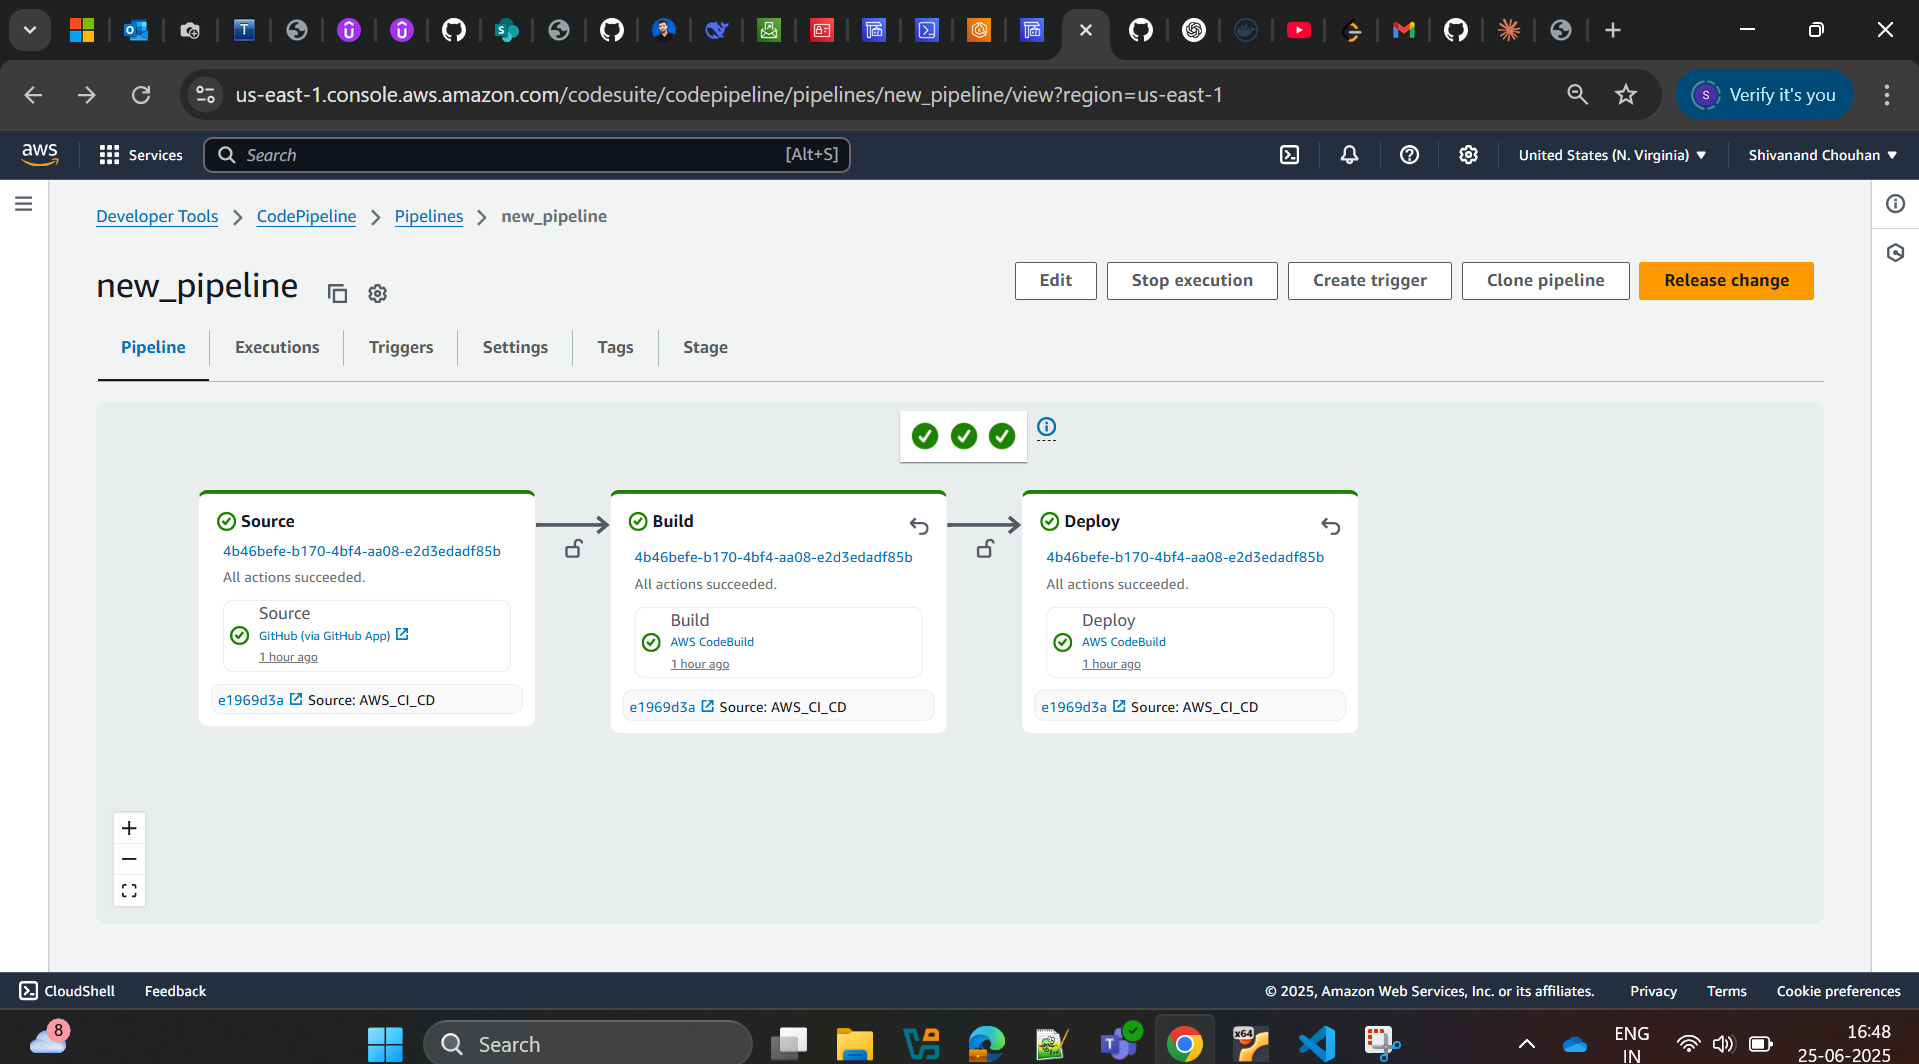 us-east-1.console.aws.amazon.com/codesuite/codepipeline/pipelines/new_pipeline/view?region=us-east-1
S Verify it's you
aws Services Search [Alt+S] United States (N. Virginia) Shivanand Chouhan
Developer Tools CodePipeline Pipelines new_pipeline
new_pipeline
Edit Stop execution Create trigger Clone pipeline Release change
Pipeline Executions Triggers Settings Tags Stage
Source
4b46befe-b170-4bf4-aa08-e2d3edadf85b
All actions succeeded.
Source
GitHub (via GitHub App)
1 hour ago
e1969d3a Source: AWS_CI_CD
Build
4b46befe-b170-4bf4-aa08-e2d3edadf85b
All actions succeeded.
Build
AWS CodeBuild
1 hour ago
e1969d3a Source: AWS_CI_CD
Deploy
4b46befe-b170-4bf4-aa08-e2d3edadf85b
All actions succeeded.
Deploy
AWS CodeBuild
1 hour ago
e1969d3a Source: AWS_CI_CD
CloudShell Feedback © 2025, Amazon Web Services, Inc. or its affiliates. Privacy Terms Cookie preferences
8
Search
x64
ENG
IN
16:48
25-06-2025